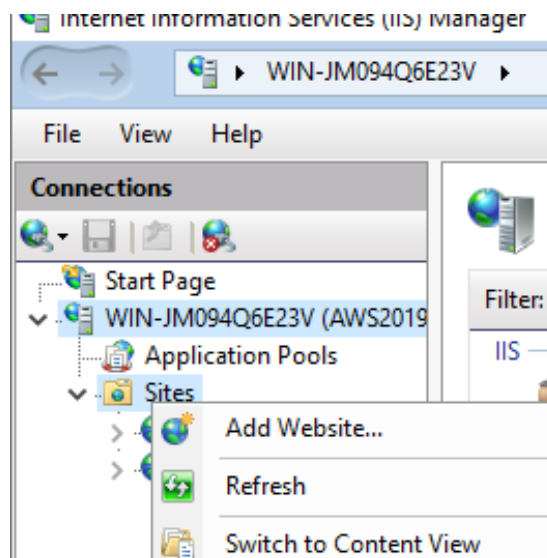 Internet Information Services (IIS) Manager
WIN-JM094Q6E23V
File View Help
Connections
Start Page
Filter:
WIN-JM094Q6E23V (AWS2019
IIS
Application Pools
Sites
Add Website...
Refresh
Switch to Content View